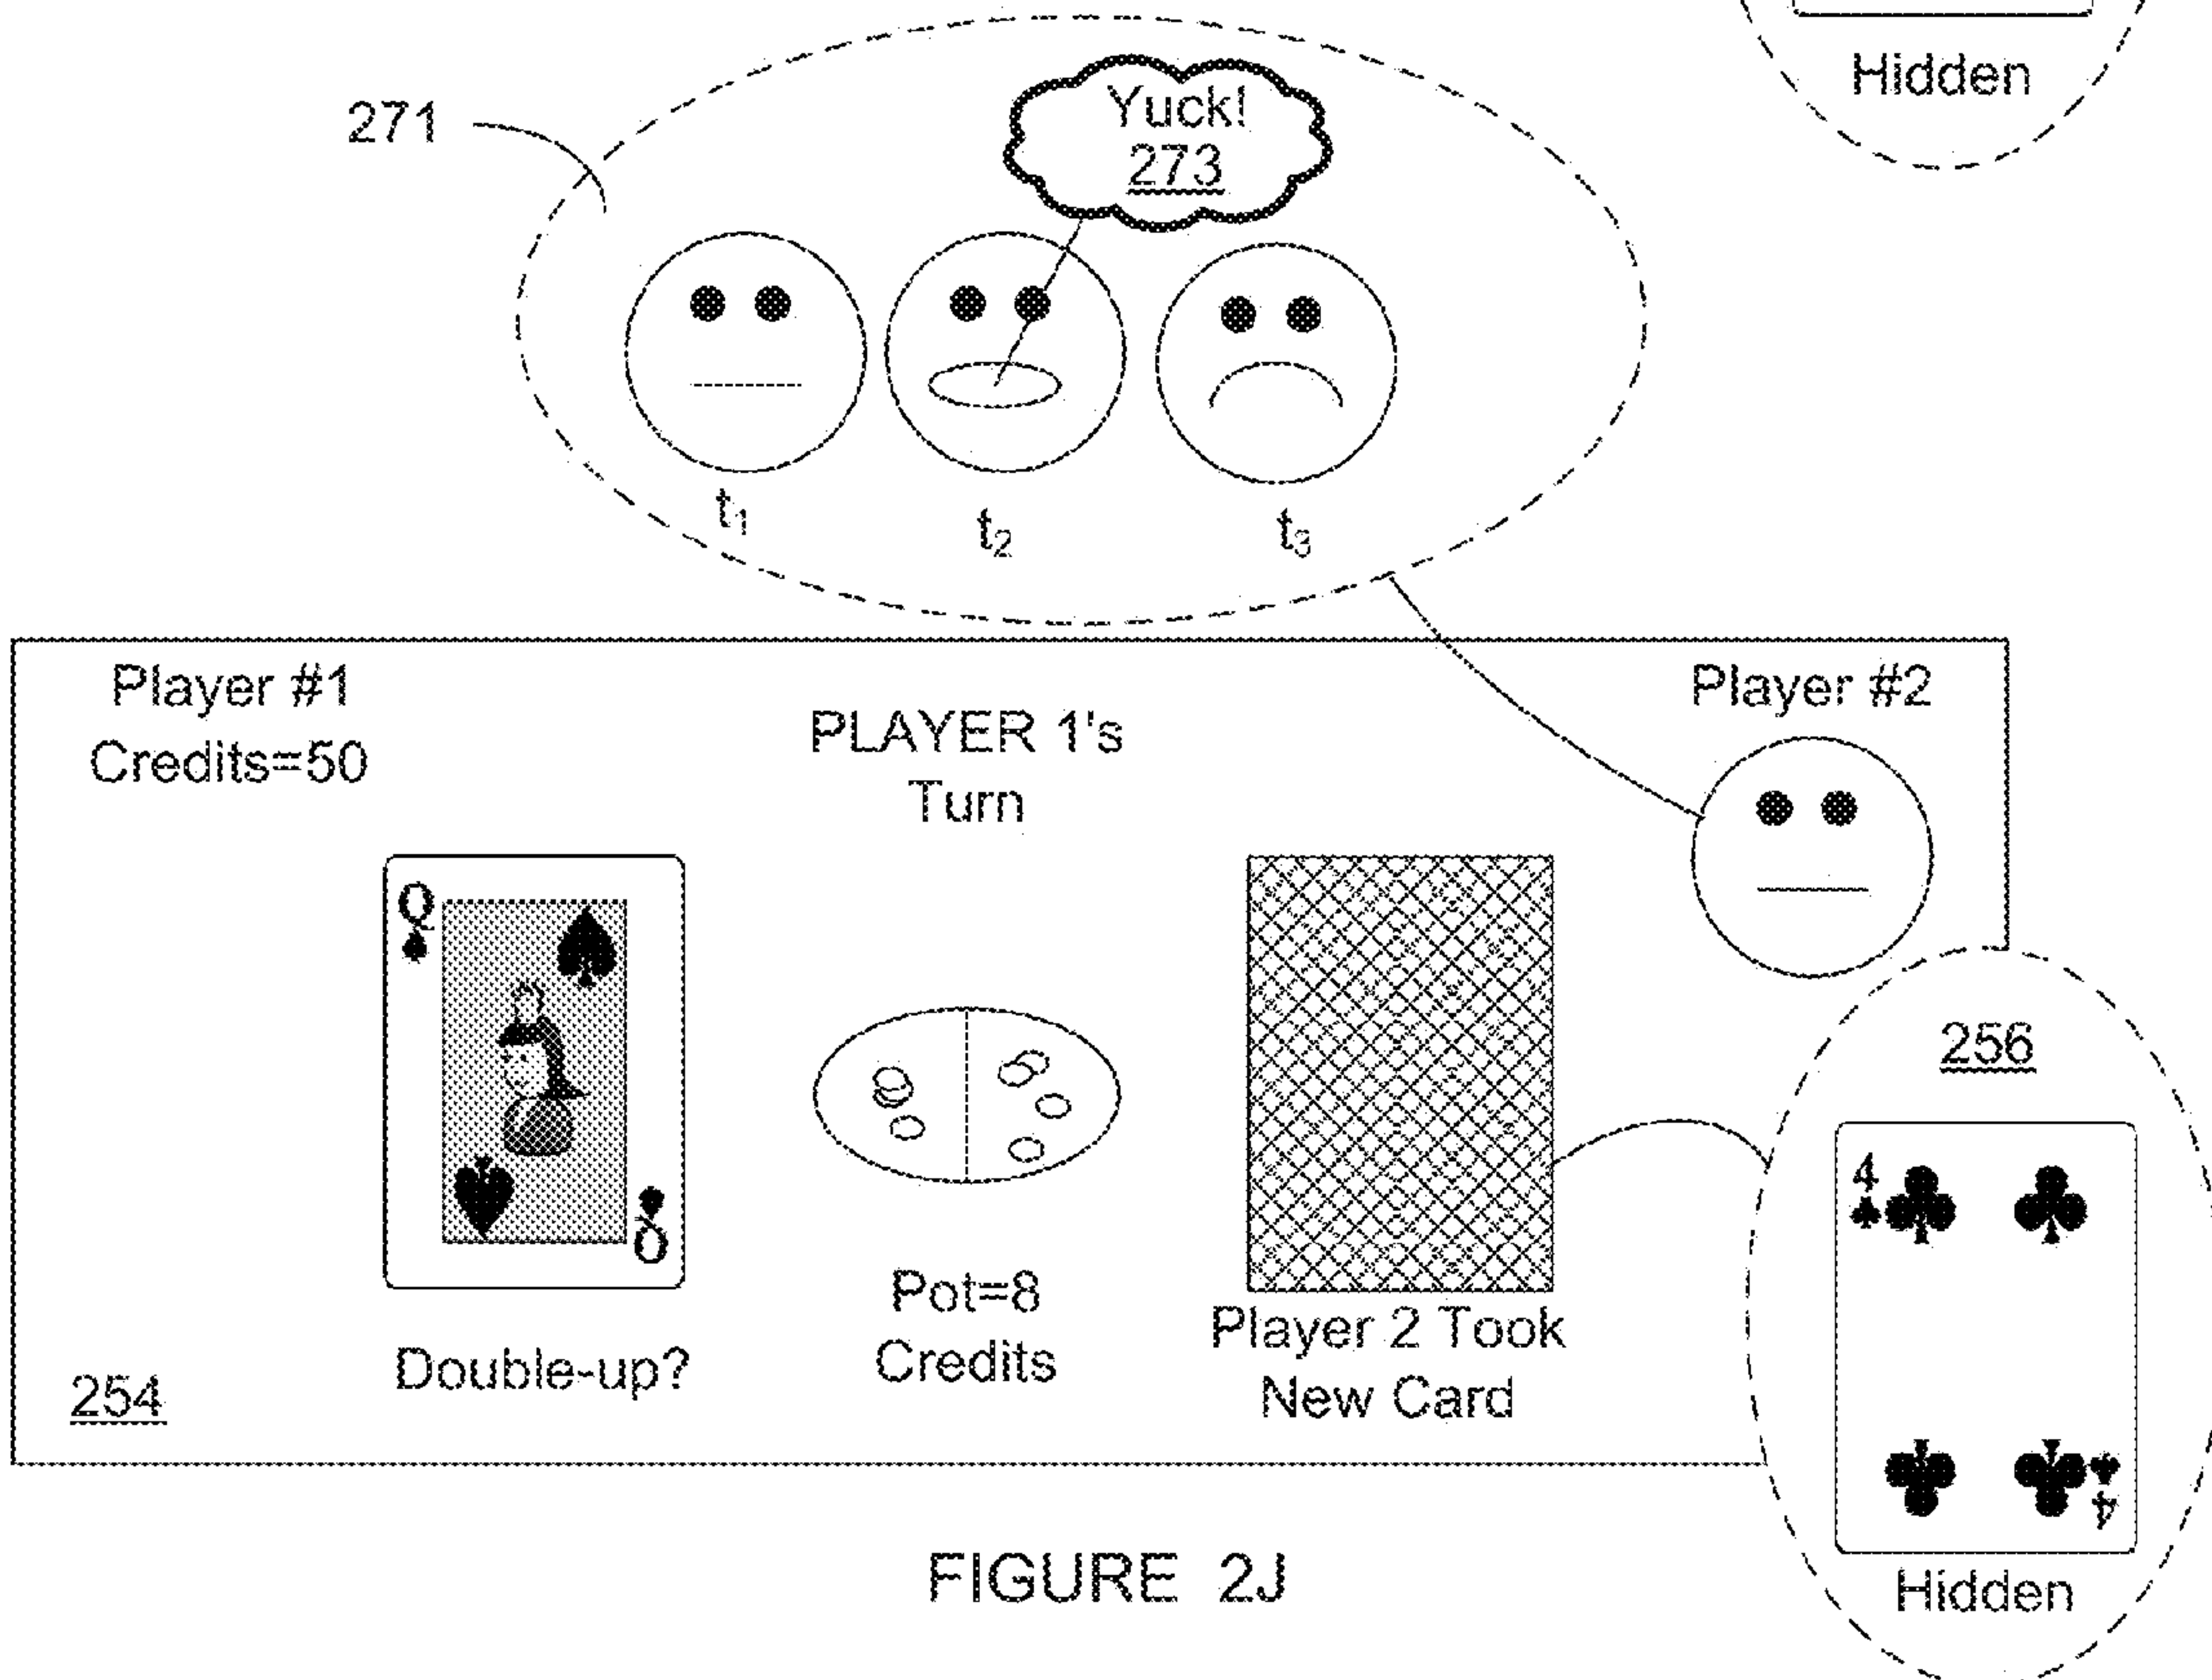 Hidden
271
Yuck!
273
t1
t2
t3
Player #1
Credits=50
PLAYER 1's
Turn
Player #2
Q
Q
256
4
4
Hidden
Pot=8
Credits
Player 2 Took
New Card
Double-up?
254
FIGURE 2J